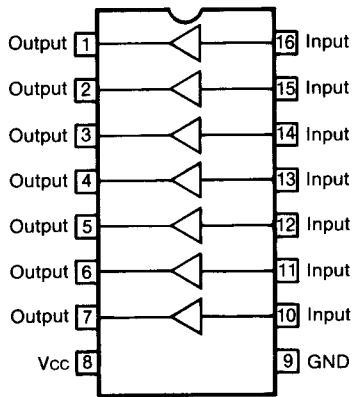 Output 1 16 Input
Output 2 15 Input
Output 3 14 Input
Output 4 13 Input
Output 5 12 Input
Output 6 11 Input
Output 7 10 Input
Vcc 8 9 GND